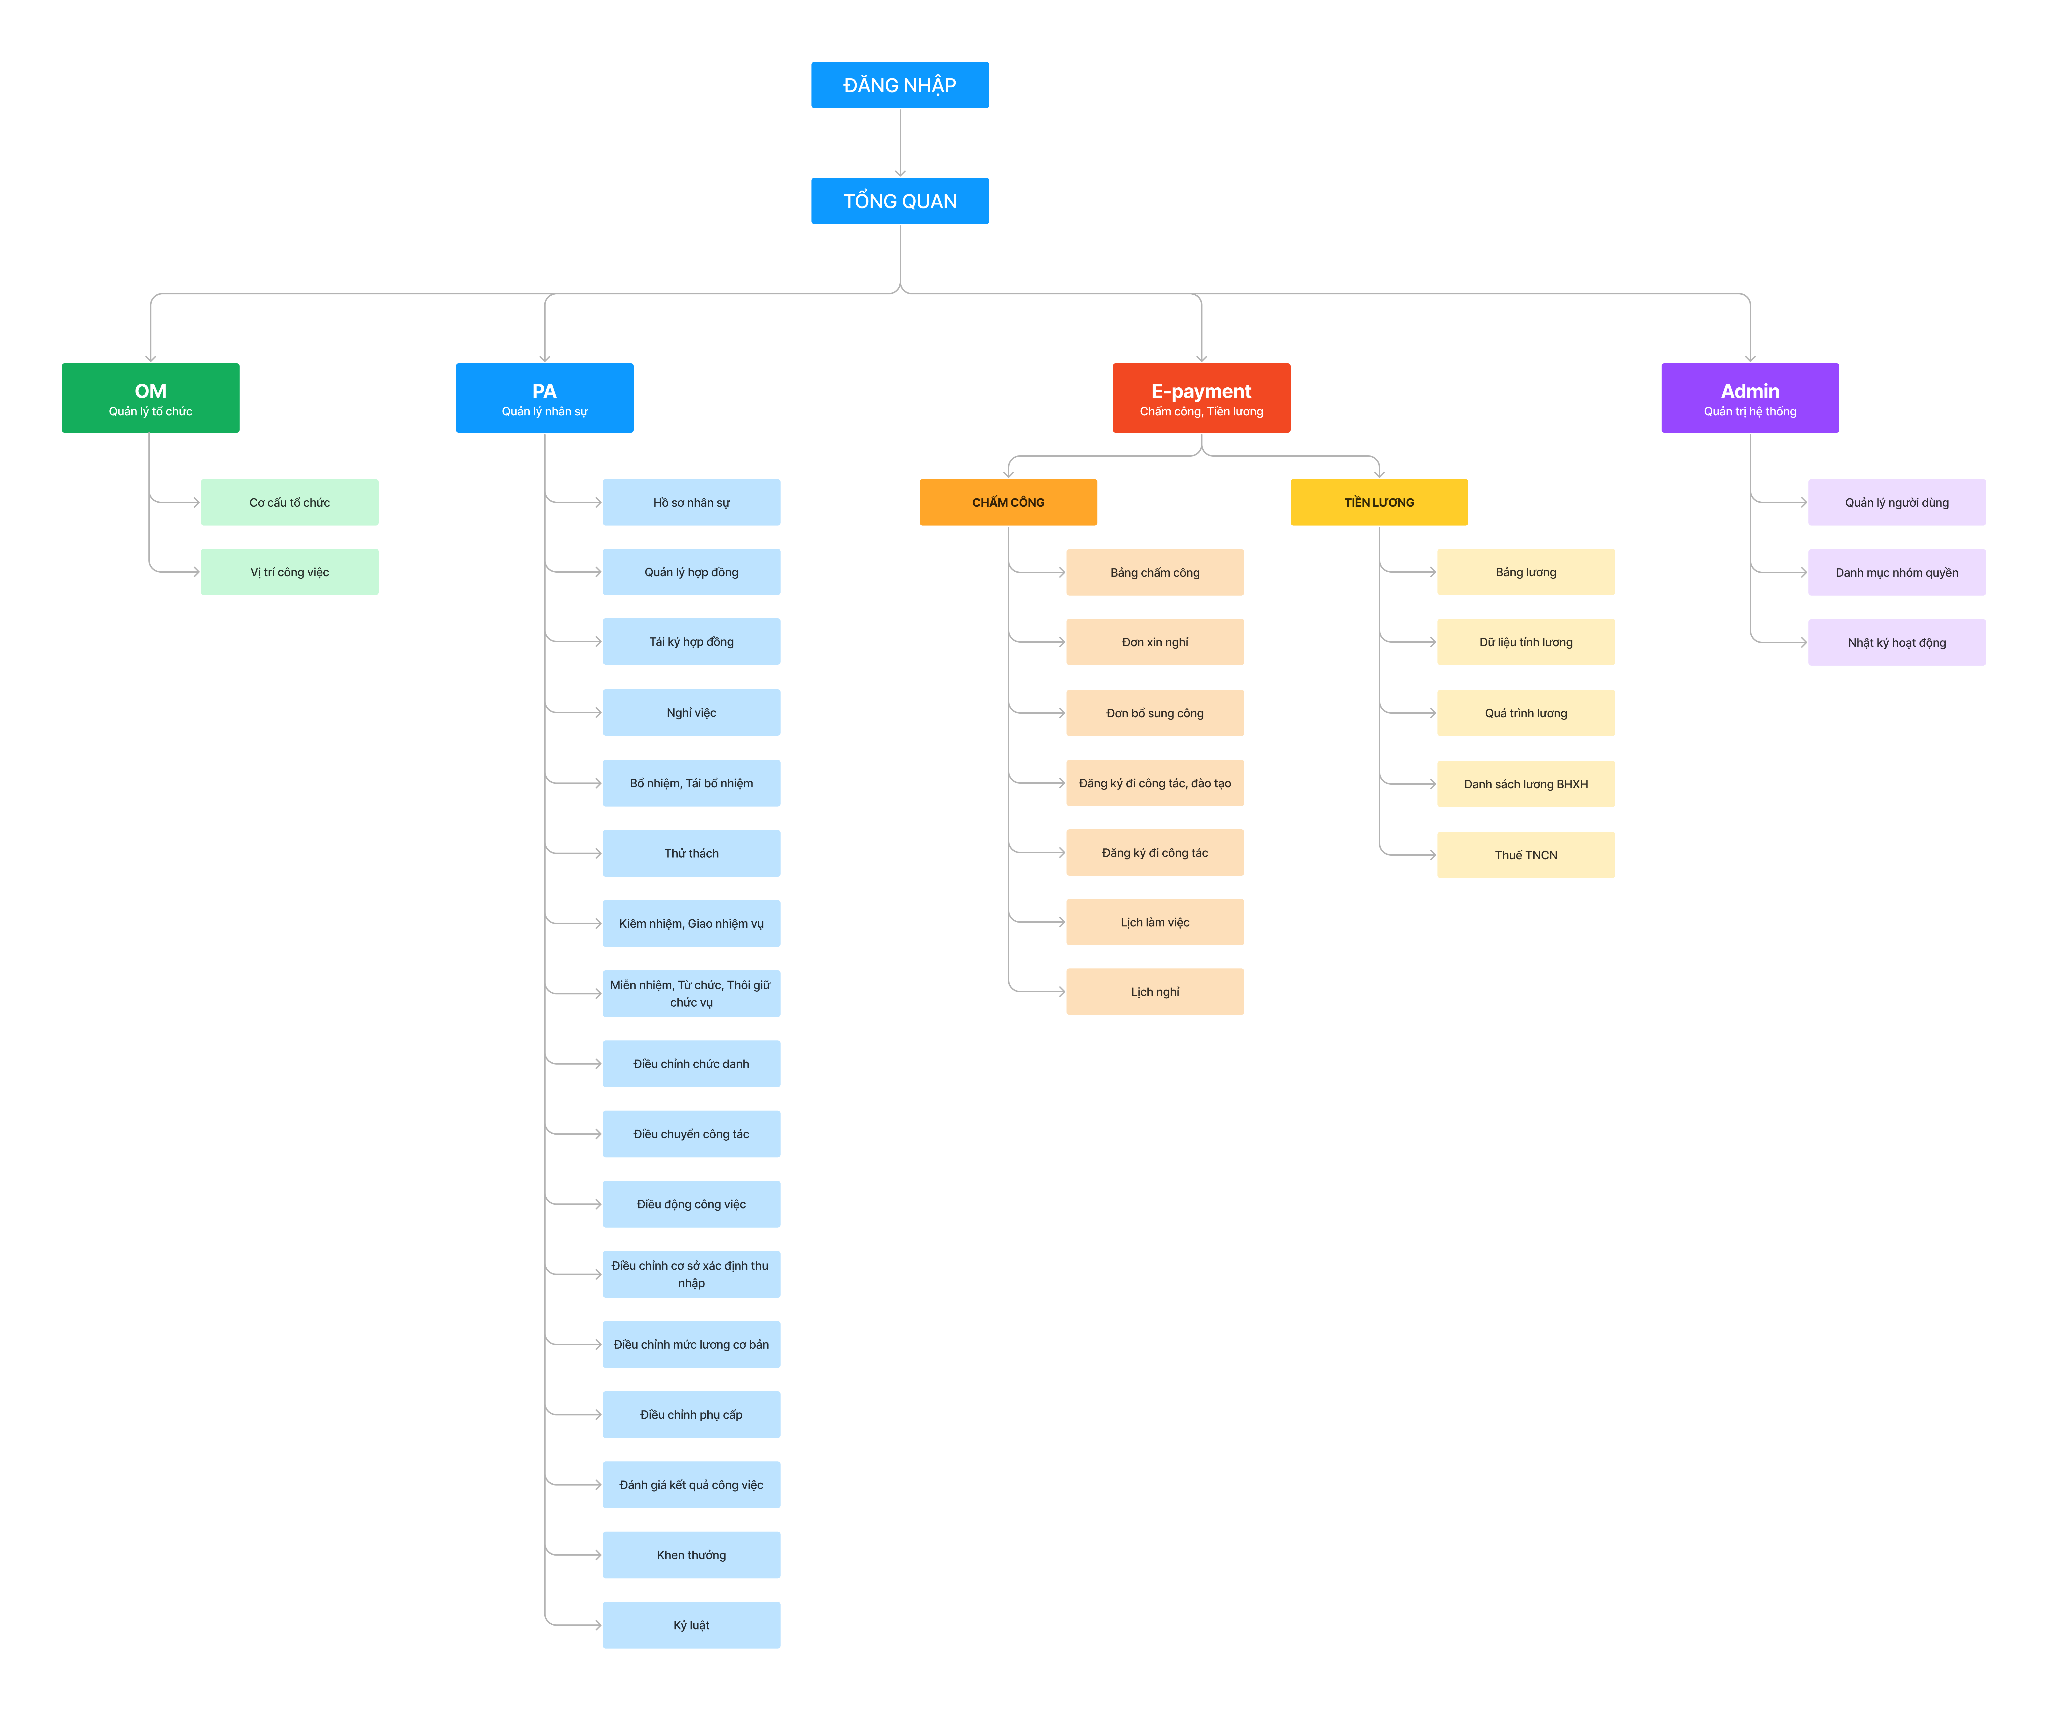 ĐĂNG NHẬP
TỔNG QUAN
OM
Quản lý tổ chức
Cơ cấu tổ chức
Vị trí công việc
PA
Quản lý nhân sự
Hồ sơ nhân sự
Quản lý hợp đồng
Tái ký hợp đồng
Nghỉ việc
Bổ nhiệm, Tái bổ nhiệm
Thử thách
Kiêm nhiệm, Giao nhiệm vụ
Miễn nhiệm, Từ chức, Thôi giữ
chức vụ
Điều chỉnh chức danh
Điều chuyển công tác
Điều động công việc
Điều chỉnh cơ sở xác định thu
nhập
Điều chỉnh mức lương cơ bản
Điều chỉnh phụ cấp
Đánh giá kết quả công việc
Khen thưởng
Kỷ luật
E-payment
Chấm công, Tiền lương
CHẤM CÔNG
Bảng chấm công
Đơn xin nghỉ
Đơn bổ sung công
Đăng ký đi công tác, đào tạo
Đăng ký đi công tác
Lịch làm việc
Lịch nghỉ
TIỀN LƯƠNG
Bảng lương
Dữ liệu tính lương
Quá trình lương
Danh sách lương BHXH
Thuế TNCN
Admin
Quản trị hệ thống
Quản lý người dùng
Danh mục nhóm quyền
Nhật ký hoạt động